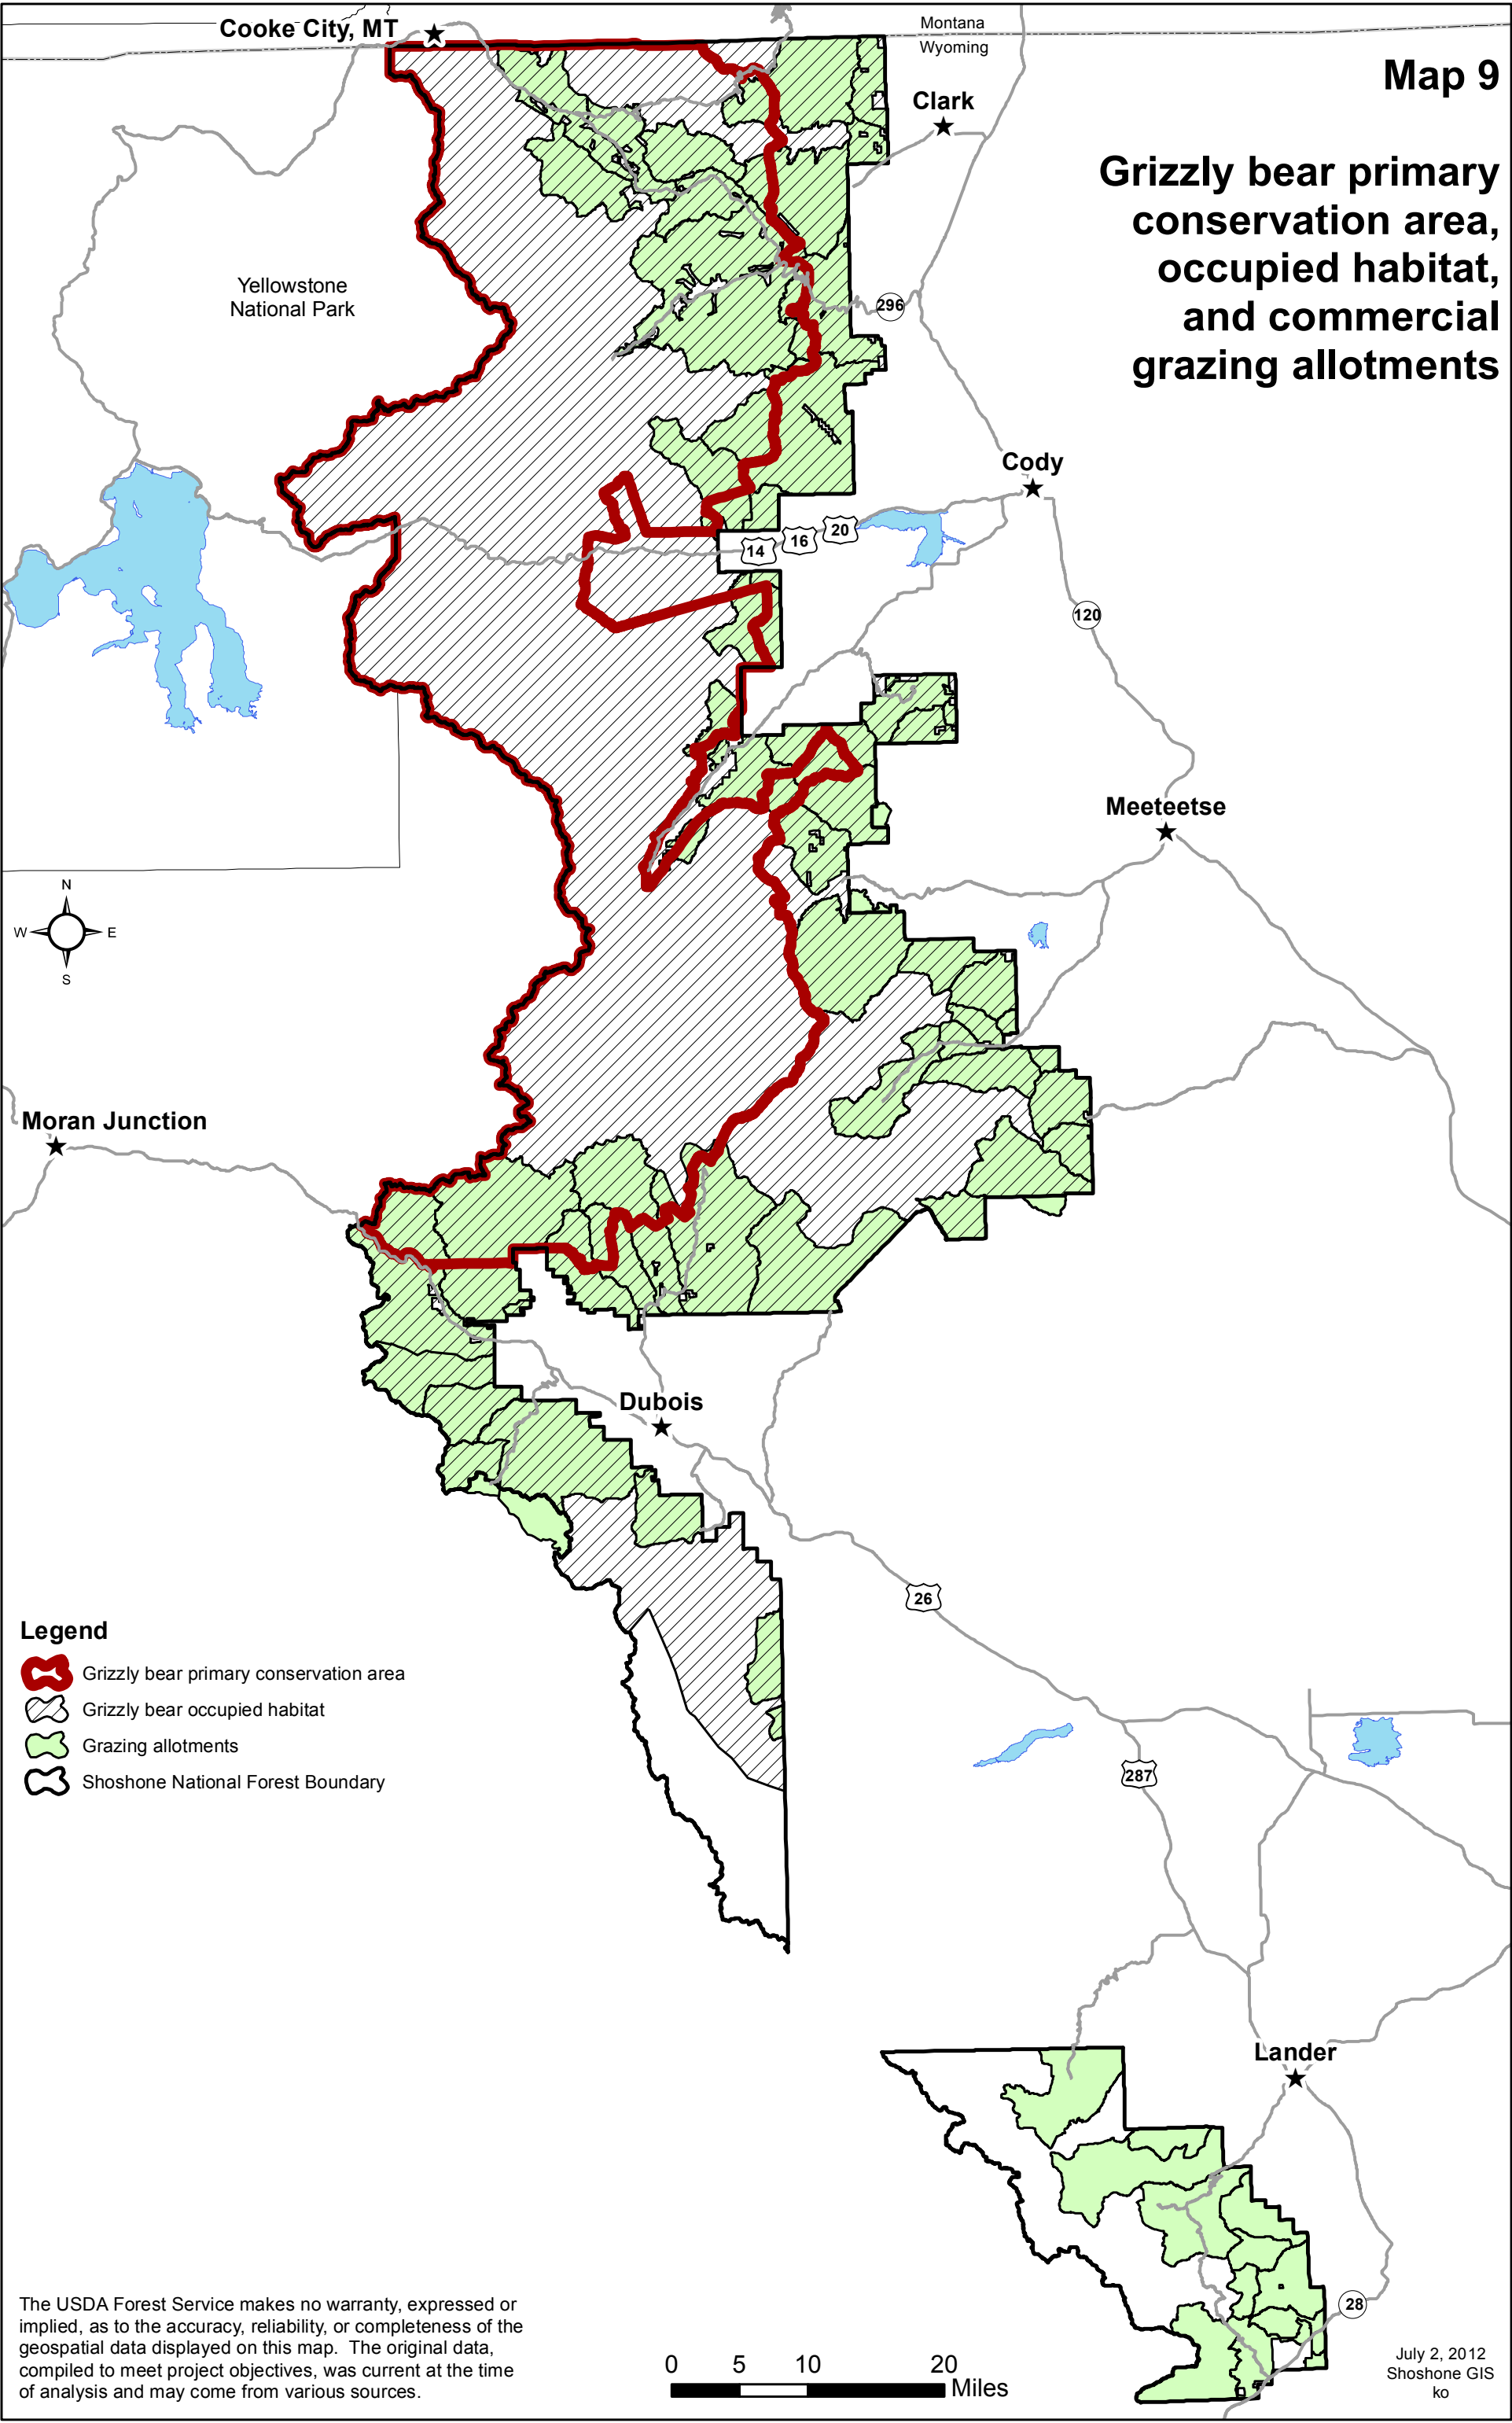 Cooke City, MT
Montana
Wyoming
Map 9
Clark
Grizzly bear primary
conservation area,
occupied habitat,
and commercial
grazing allotments
Yellowstone
National Park
296
Cody
20
16
14
120
Meeteetse
N
W
E
S
Moran Junction
Dubois
26
Legend
Grizzly bear primary conservation area
Grizzly bear occupied habitat
Grazing allotments
Shoshone National Forest Boundary
287
Lander
28
The USDA Forest Service makes no warranty, expressed or
implied, as to the accuracy, reliability, or completeness of the
geospatial data displayed on this map. The original data,
compiled to meet project objectives, was current at the time
of analysis and may come from various sources.
0 5 10 20
Miles
July 2, 2012
Shoshone GIS
ko